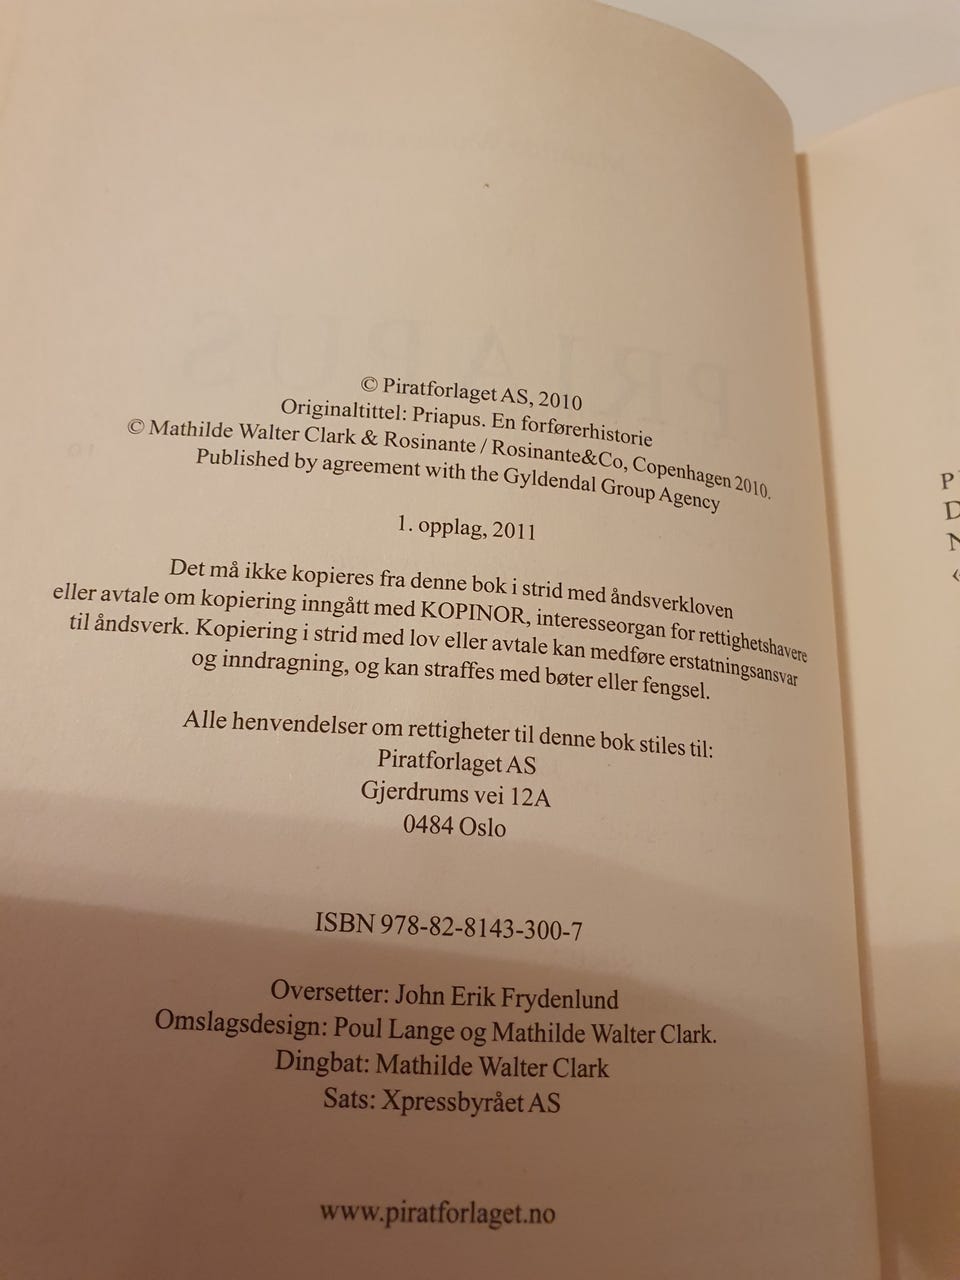 © Piratforlaget AS, 2010
Originaltittel: Priapus. En forførerhistorie
© Mathilde Walter Clark & Rosinante / Rosinante&Co, Copenhagen 2010.
Published by agreement with the Gyldendal Group Agency
1. opplag, 2011
Det må ikke kopieres fra denne bok i strid med åndsverkloven
eller avtale om kopiering inngått med KOPINOR, interesseorgan for rettighetshavere
til åndsverk. Kopiering i strid med lov eller avtale kan medføre erstatningsansvar
og inndragning, og kan straffes med bøter eller fengsel.
Alle henvendelser om rettigheter til denne bok stiles til:
Piratforlaget AS
Gjerdrums vei 12A
0484 Oslo
ISBN 978-82-8143-300-7
Oversetter: John Erik Frydenlund
Omslagsdesign: Poul Lange og Mathilde Walter Clark.
Dingbat: Mathilde Walter Clark
Sats: Xpressbyrået AS
www.piratforlaget.no